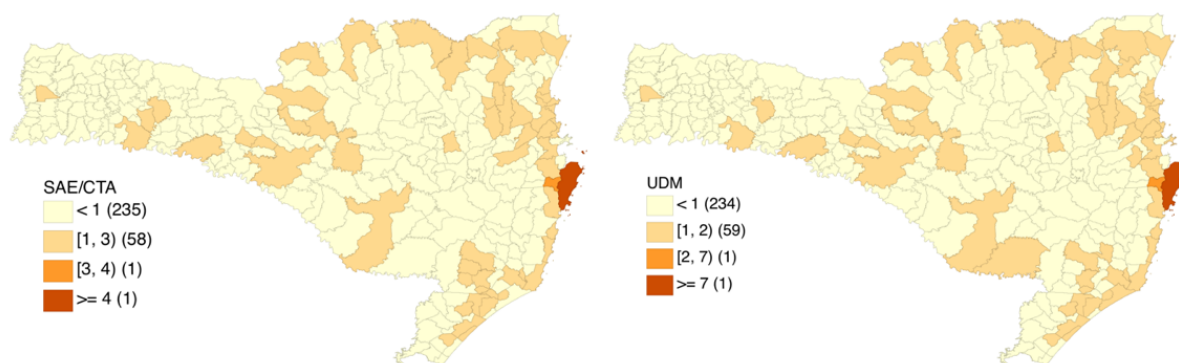 SAE/CTA
< 1 (235)
[1, 3) (58)
[3, 4) (1)
>= 4 (1)
UDM
< 1 (234)
[1, 2) (59)
[2, 7) (1)
>= 7 (1)